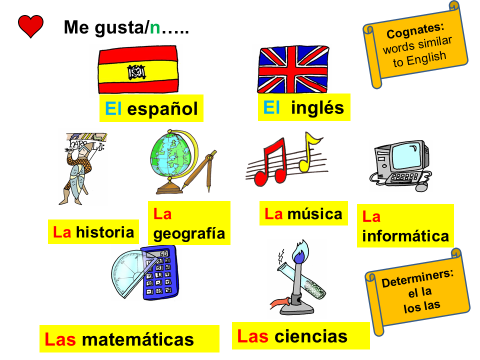 Me gusta/n…..
Cognates:
words similar
to English
El español
El inglés
La historia
La
geografía
La música
La
informática
Determiners:
el la
los las
Las matemáticas
Las ciencias